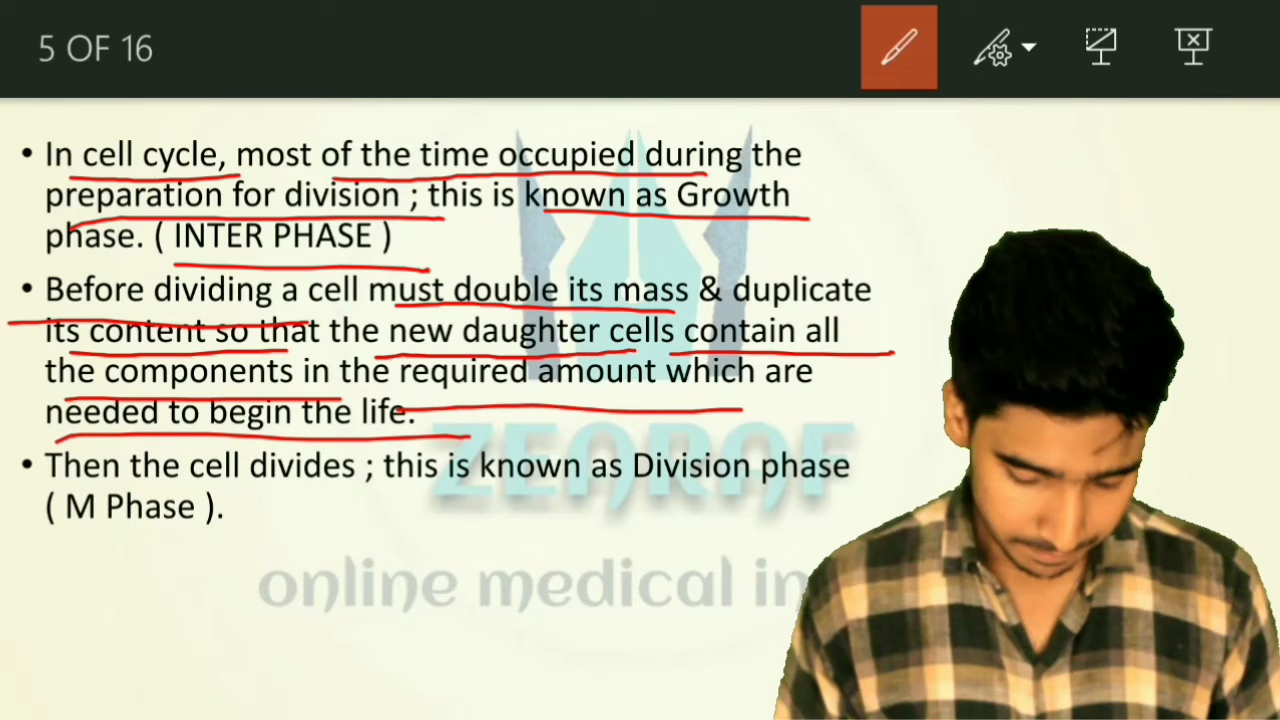 5 OF 16
• In cell cycle, most of the time occupied during the
preparation for division ; this is known as Growth
phase. ( INTER PHASE )
• Before dividing a cell must double its mass & duplicate
its content so that the new daughter cells contain all
the components in the required amount which are
needed to begin the life.
• Then the cell divides ; this is known as Division phase
( M Phase ).
ZEARAF
online medical in